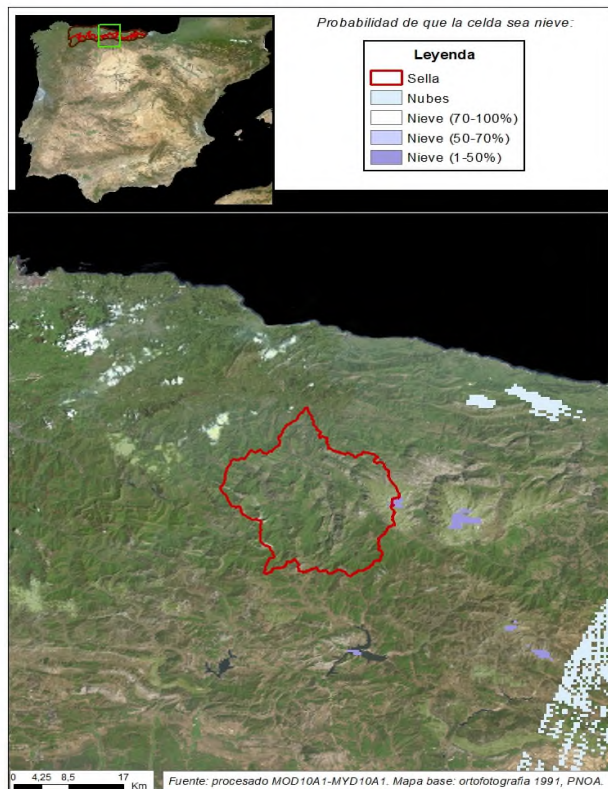 Probabilidad de que la celda sea nieve:
Leyenda
Sella
Nubes
Nieve (70-100%)
Nieve (50-70%)
Nieve (1-50%)
0 4,25 8,5 17
Km
Fuente: procesado MOD10A1-MYD10A1. Mapa base: ortofotografia 1991, PNOA.